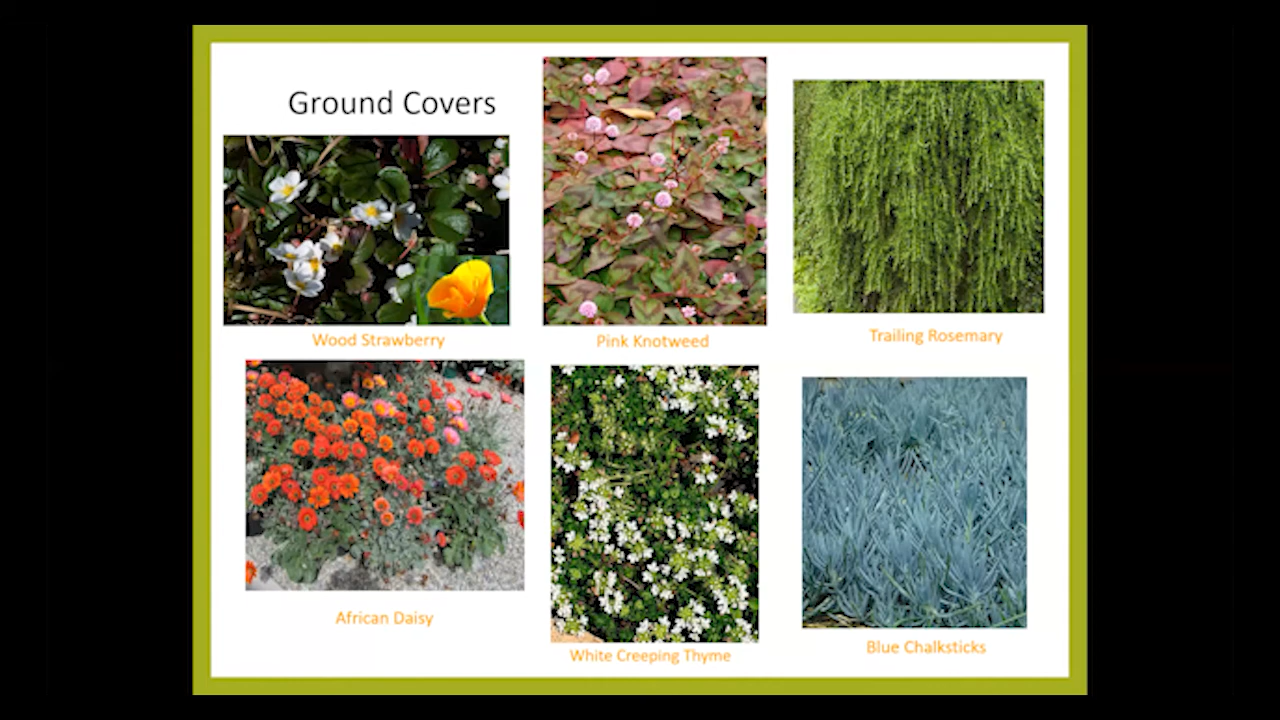 Ground Covers
Wood Strawberry
Pink Knotweed
Trailing Rosemary
African Daisy
White Creeping Thyme
Blue Chalksticks